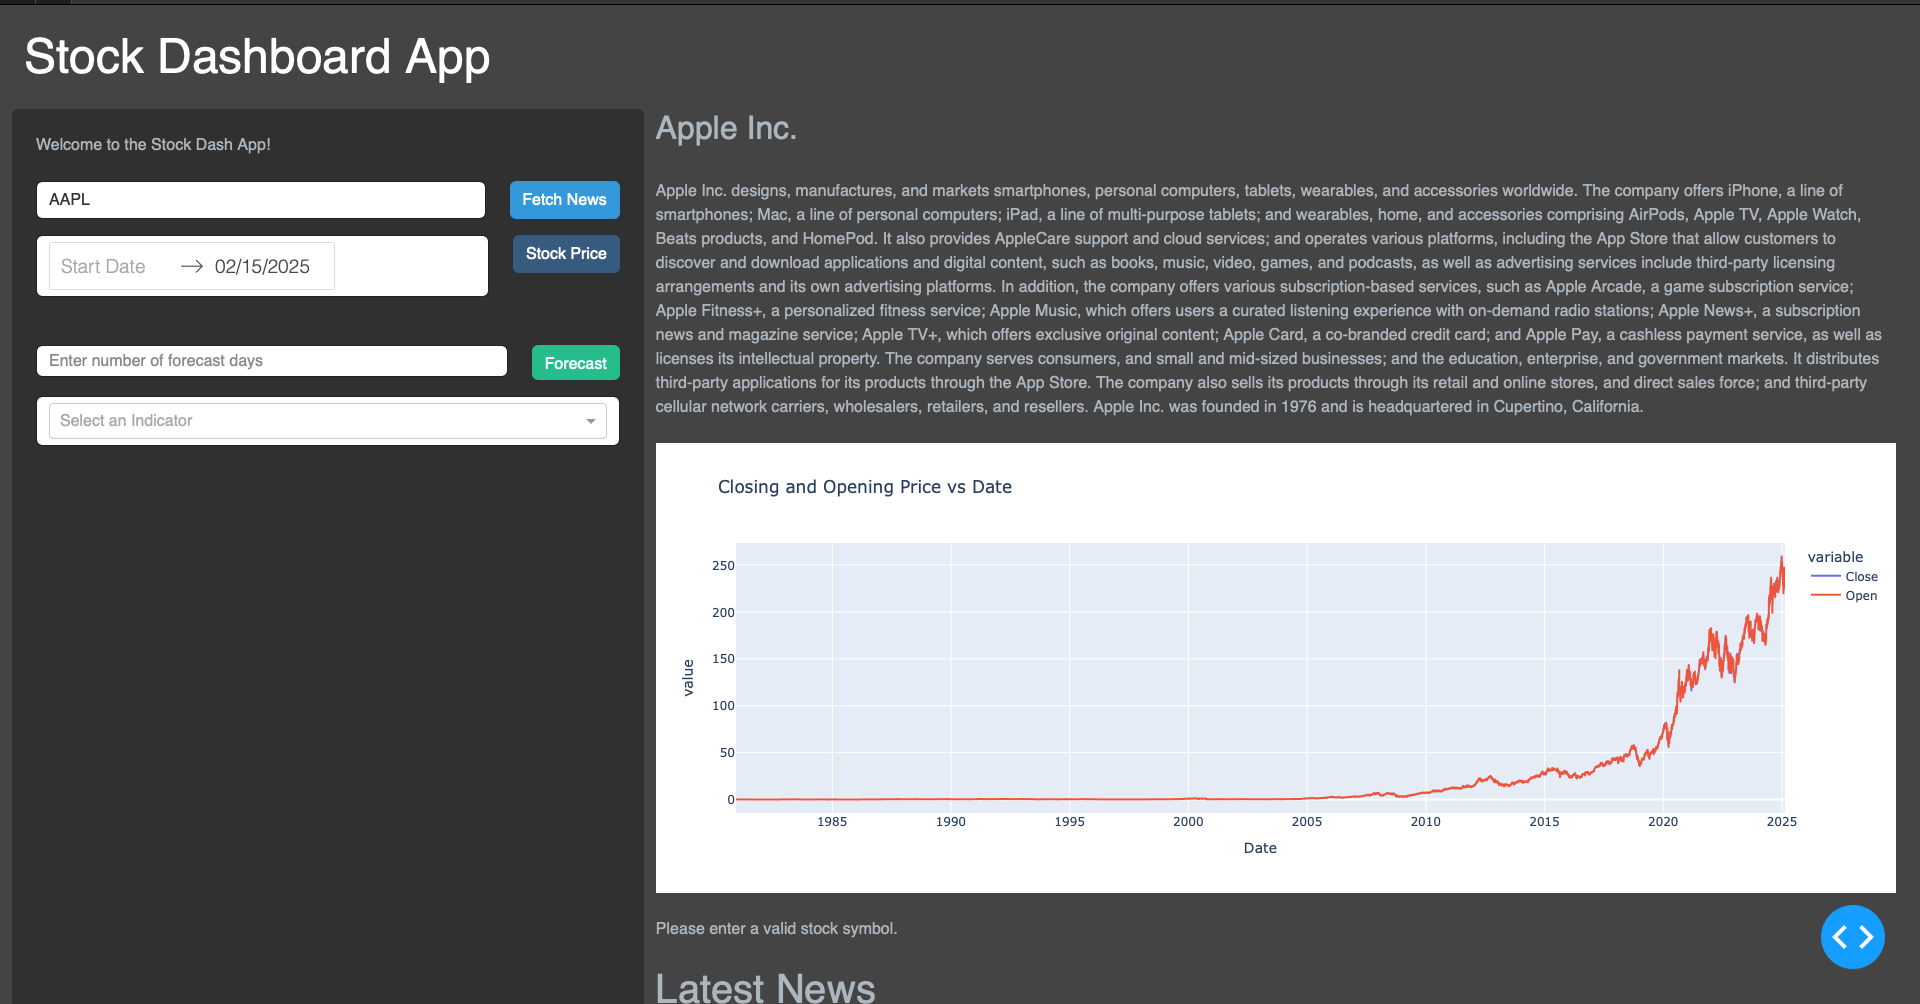 Stock Dashboard App
Welcome to the Stock Dash App!
AAPL
Fetch News
Start Date
02/15/2025
Stock Price
Enter number of forecast days
Forecast
Select an Indicator
Apple Inc.
Apple Inc. designs, manufactures, and markets smartphones, personal computers, tablets, wearables, and accessories worldwide. The company offers iPhone, a line of
smartphones; Mac, a line of personal computers; iPad, a line of multi-purpose tablets; and wearables, home, and accessories comprising AirPods, Apple TV, Apple Watch,
Beats products, and HomePod. It also provides AppleCare support and cloud services; and operates various platforms, including the App Store that allow customers to
discover and download applications and digital content, such as books, music, video, games, and podcasts, as well as advertising services include third-party licensing
arrangements and its own advertising platforms. In addition, the company offers various subscription-based services, such as Apple Arcade, a game subscription service;
Apple Fitness+, a personalized fitness service; Apple Music, which offers users a curated listening experience with on-demand radio stations; Apple News+, a subscription
news and magazine service; Apple TV+, which offers exclusive original content; Apple Card, a co-branded credit card; and Apple Pay, a cashless payment service, as well as
licenses its intellectual property. The company serves consumers, and small and mid-sized businesses; and the education, enterprise, and government markets. It distributes
third-party applications for its products through the App Store. The company also sells its products through its retail and online stores, and direct sales force; and third-party
cellular network carriers, wholesalers, retailers, and resellers. Apple Inc. was founded in 1976 and is headquartered in Cupertino, California.
Closing and Opening Price vs Date
250
200
150
100
50
0
value
1985
1990
1995
2000
2005
2010
2015
2020
2025
Date
variable
Close
Open
Please enter a valid stock symbol.
Latest News